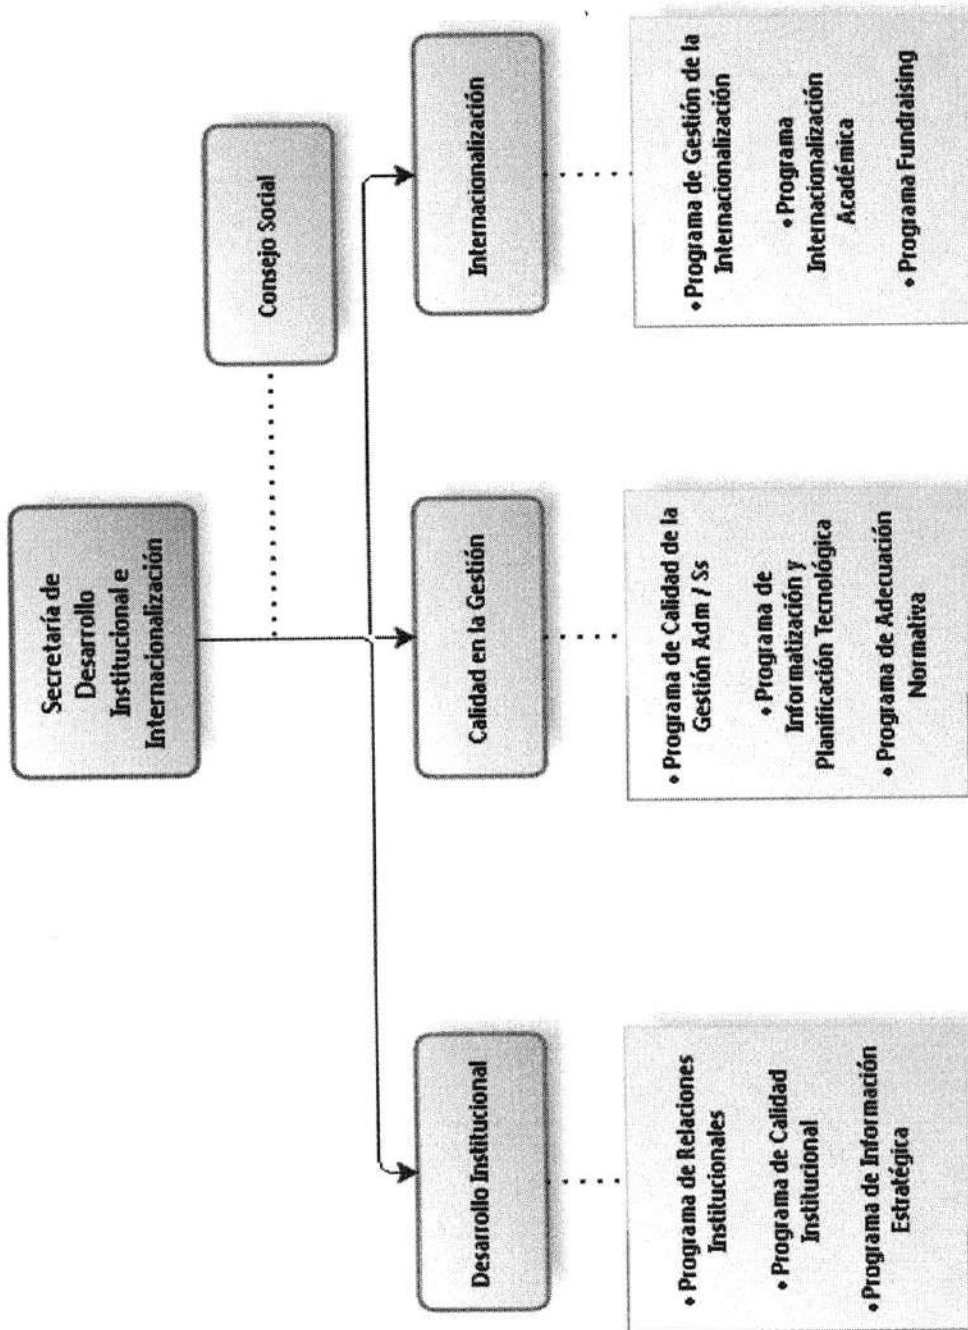 Secretaría de
Desarrollo
Institucional e
Internacionalización
Consejo Social
Desarrollo Institucional
• Programa de Relaciones
Institucionales
• Programa de Calidad
Institucional
• Programa de Información
Estratégica
Calidad en la Gestión
• Programa de Calidad de la
Gestión Adm / Ss
• Programa de
Informatización y
Planificación Tecnológica
• Programa de Adecuación
Normativa
Internacionalización
• Programa de Gestión de la
Internacionalización
• Programa
Internacionalización
Académica
• Programa Fundraising